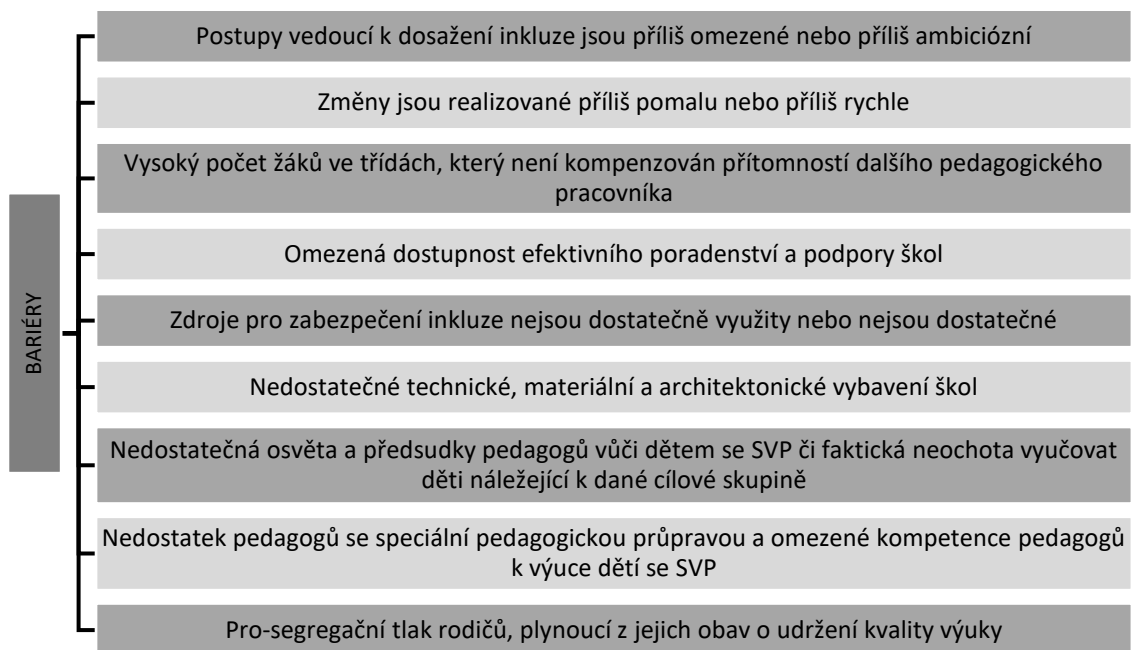 Postupy vedoucí k dosažení inkluze jsou příliš omezené nebo příliš ambiciózní
Změny jsou realizované příliš pomalu nebo příliš rychle
Vysoký počet žáků ve třídách, který není kompenzován přítomností dalšího pedagogického
pracovníka
Omezená dostupnost efektivního poradenství a podpory škol
BARIÉRY
Zdroje pro zabezpečení inkluze nejsou dostatečně využity nebo nejsou dostatečné
Nedostatečné technické, materiální a architektonické vybavení škol
Nedostatečná osvěta a předsudky pedagogů vůči dětem se SVP či faktická neochota vyučovat
děti náležející k dané cílové skupině
Nedostatek pedagogů se speciální pedagogickou průpravou a omezené kompetence pedagogů
k výuce dětí se SVP
Pro-segregační tlak rodičů, plynoucí z jejich obav o udržení kvality výuky